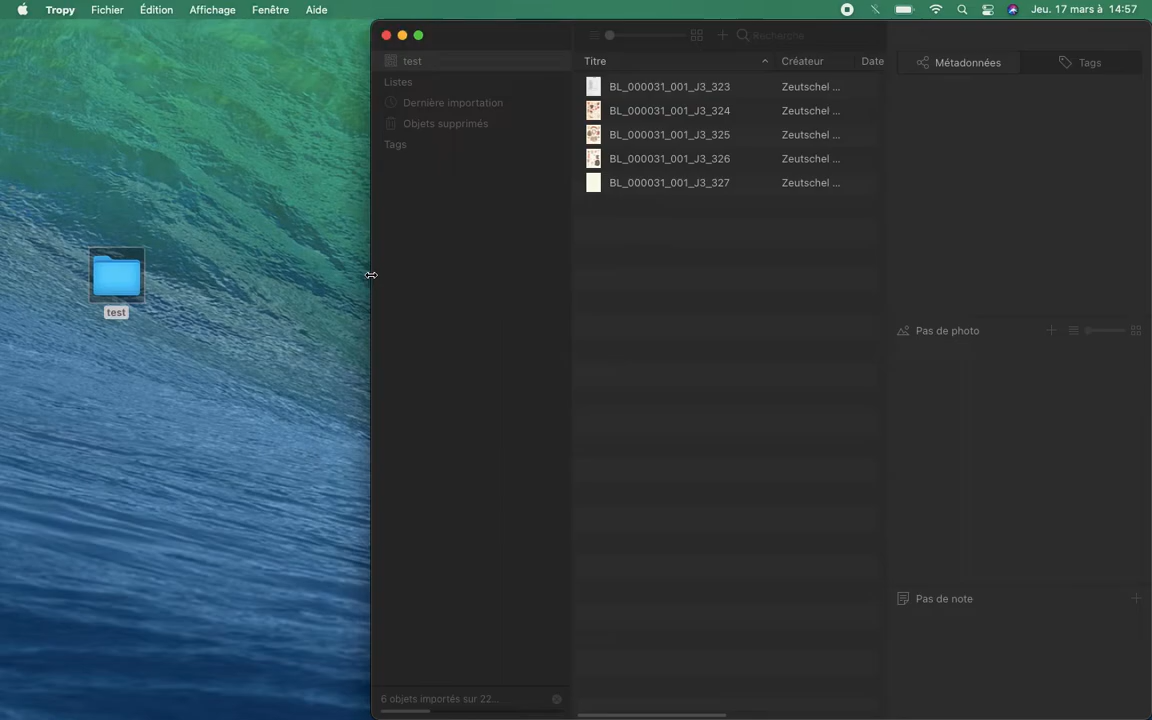 Tropy Fichier Édition Affichage Fenêtre Aide Jeu. 17 mars à 14:57
Recherche
test
Titre Créateur Date
Métadonnées Tags
Listes
BL_000031_001_J3_323 Zeutschel ...
Dernière importation
BL_000031_001_J3_324 Zeutschel ...
Objets supprimés
BL_000031_001_J3_325 Zeutschel ...
Tags
BL_000031_001_J3_326 Zeutschel ...
BL_000031_001_J3_327 Zeutschel ...
test
Pas de photo
Pas de note
6 objets importés sur 22...